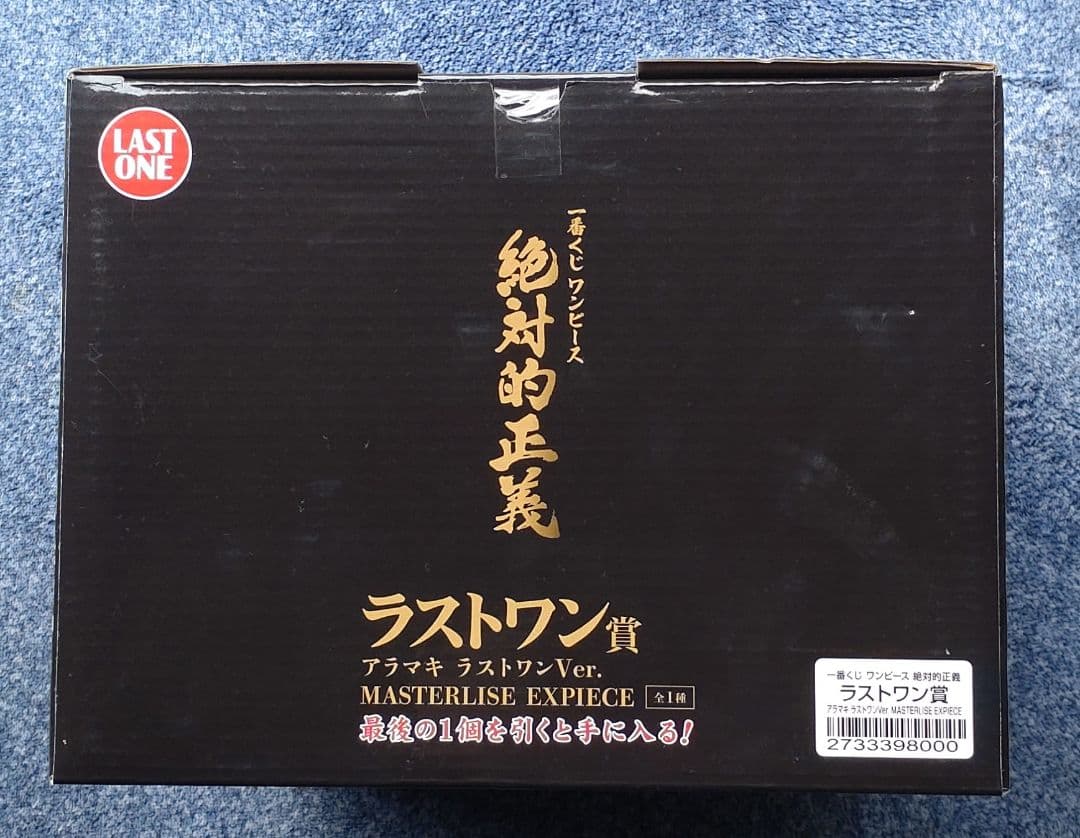 LAST
ONE
一番くじ ワンピース
絶対的正義
ラストワン賞
アラマキ ラストワンVer.
MASTERLISE EXPIECE 全1種
最後の1個を引くと手に入る!
一番くじ ワンピース 絶対的正義
ラストワン賞
アラマキ ラストワンVer. MASTERLISE EXPIECE
2733398000